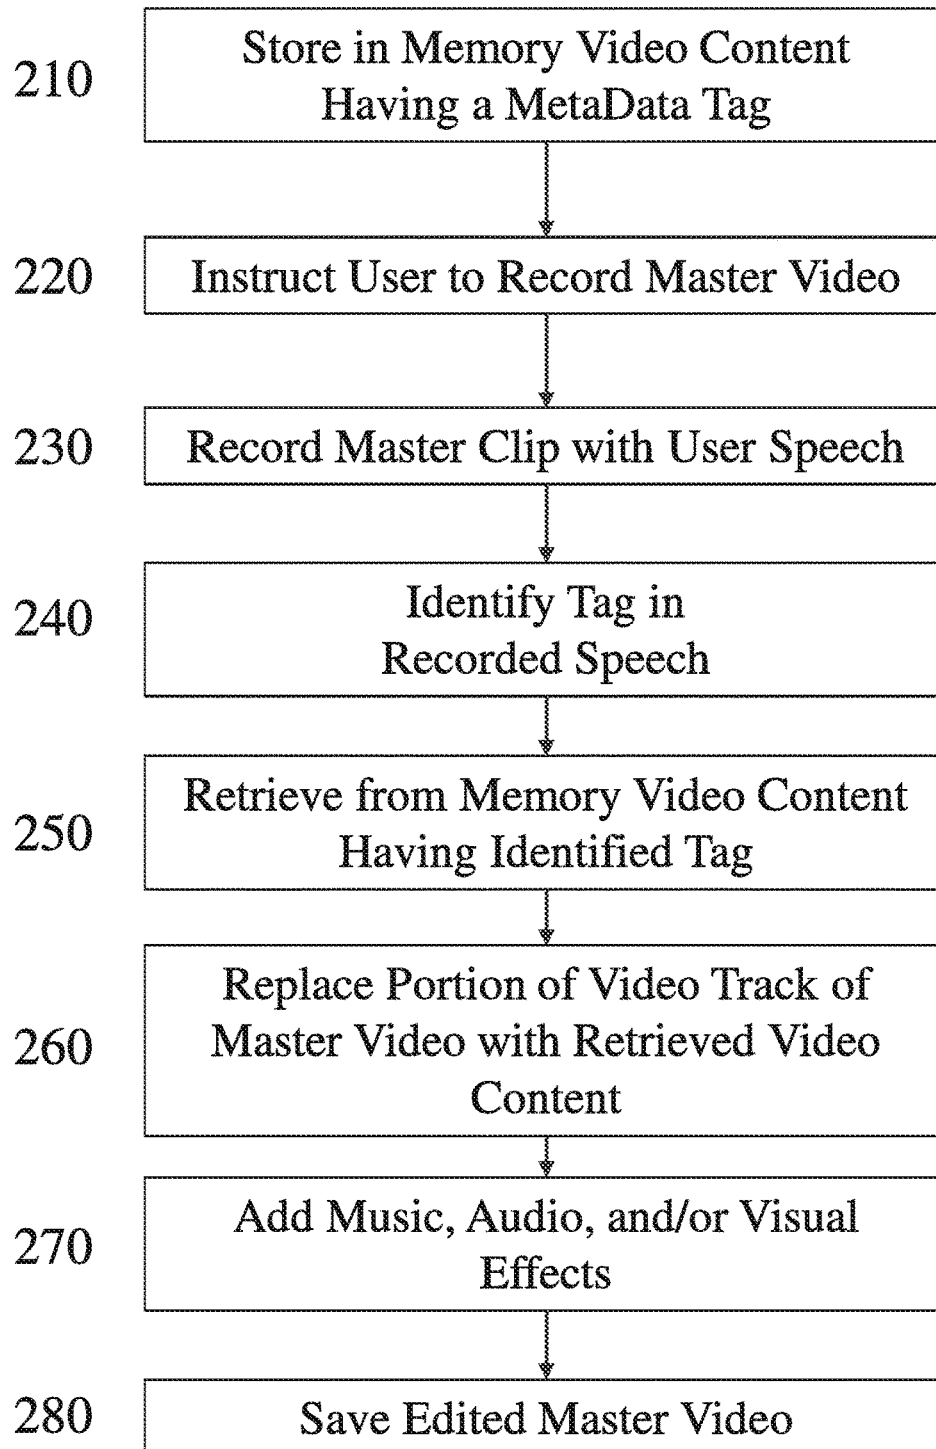 210
Store in Memory Video Content
Having a MetaData Tag
220
Instruct User to Record Master Video
230
Record Master Clip with User Speech
240
Identify Tag in
Recorded Speech
250
Retrieve from Memory Video Content
Having Identified Tag
260
Replace Portion of Video Track of
Master Video with Retrieved Video
Content
270
Add Music, Audio, and/or Visual
Effects
280
Save Edited Master Video